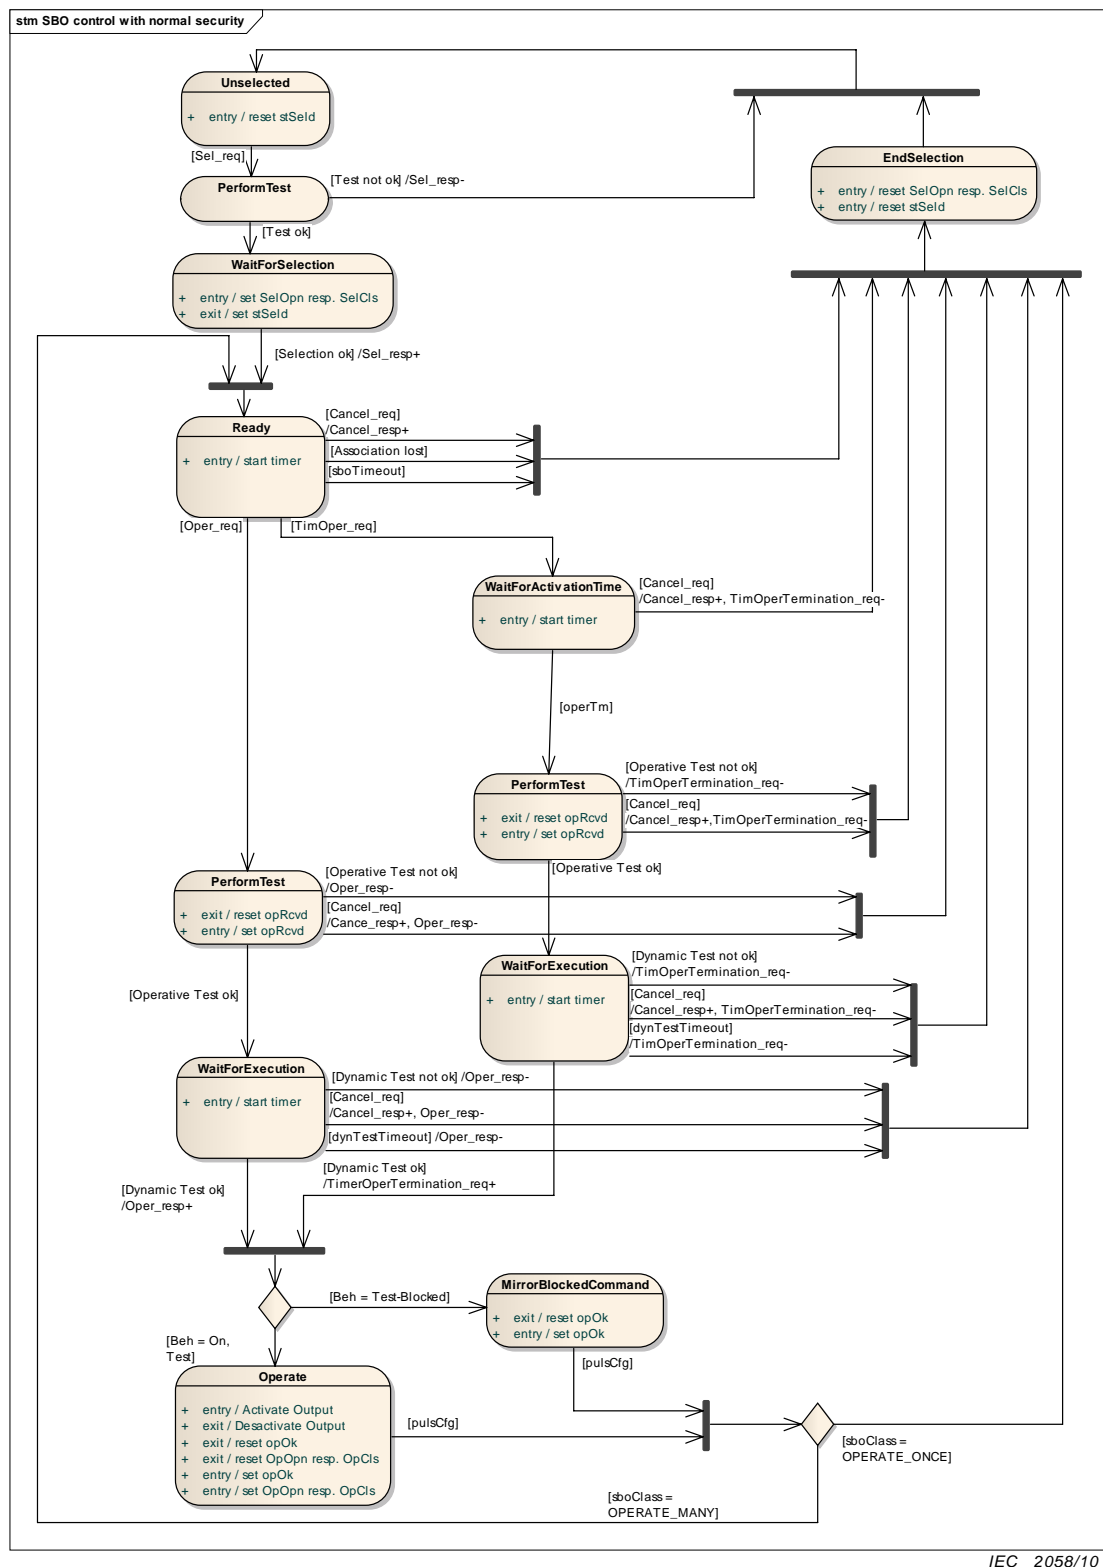 stm SBO control with normal security
Unselected
+ entry / reset stSeld
[Sel_req]
PerformTest
[Test not ok] /Sel_resp-
EndSelection
+ entry / reset SelOpn resp. SelCls
+ entry / reset stSeld
[Test ok]
WaitForSelection
+ entry / set SelOpn resp. SelCls
+ exit / set stSeld
[Selection ok] /Sel_resp+
Ready
+ entry / start timer
[Cancel_req]
/Cancel_resp+
[Association lost]
[sboTimeout]
[Oper_req]
[TimOper_req]
WaitForActivationTime
+ entry / start timer
[Cancel_req]
/Cancel_resp+, TimOperTermination_req-
[operTm]
PerformTest
+ exit / reset opRcvd
+ entry / set opRcvd
[Operative Test not ok]
/TimOperTermination_req-
[Cancel_req]
/Cancel_resp+,TimOperTermination_req-
[Operative Test ok]
PerformTest
+ exit / reset opRcvd
+ entry / set opRcvd
[Operative Test not ok]
/Oper_resp-
[Cancel_req]
/Cance_resp+, Oper_resp-
[Operative Test ok]
WaitForExecution
+ entry / start timer
[Dynamic Test not ok]
/TimOperTermination_req-
[Cancel_req]
/Cancel_resp+, TimOperTermination_req-
[dynTestTimeout]
/TimOperTermination_req-
WaitForExecution
+ entry / start timer
[Dynamic Test not ok] /Oper_resp-
[Cancel_req]
/Cancel_resp+, Oper_resp-
[dynTestTimeout] /Oper_resp-
[Dynamic Test ok]
/Oper_resp+
[Dynamic Test ok]
/TimerOperTermination_req+
[Beh = Test-Blocked]
MirrorBlockedCommand
+ exit / reset opOk
+ entry / set opOk
[Beh = On,
Test]
[pulsCfg]
Operate
+ entry / Activate Output
+ exit / Desactivate Output
+ exit / reset opOk
+ exit / reset OpOpn resp. OpCls
+ entry / set opOk
+ entry / set OpOpn resp. OpCls
[pulsCfg]
[sboClass =
OPERATE_ONCE]
[sboClass =
OPERATE_MANY]
IEC 2058/10